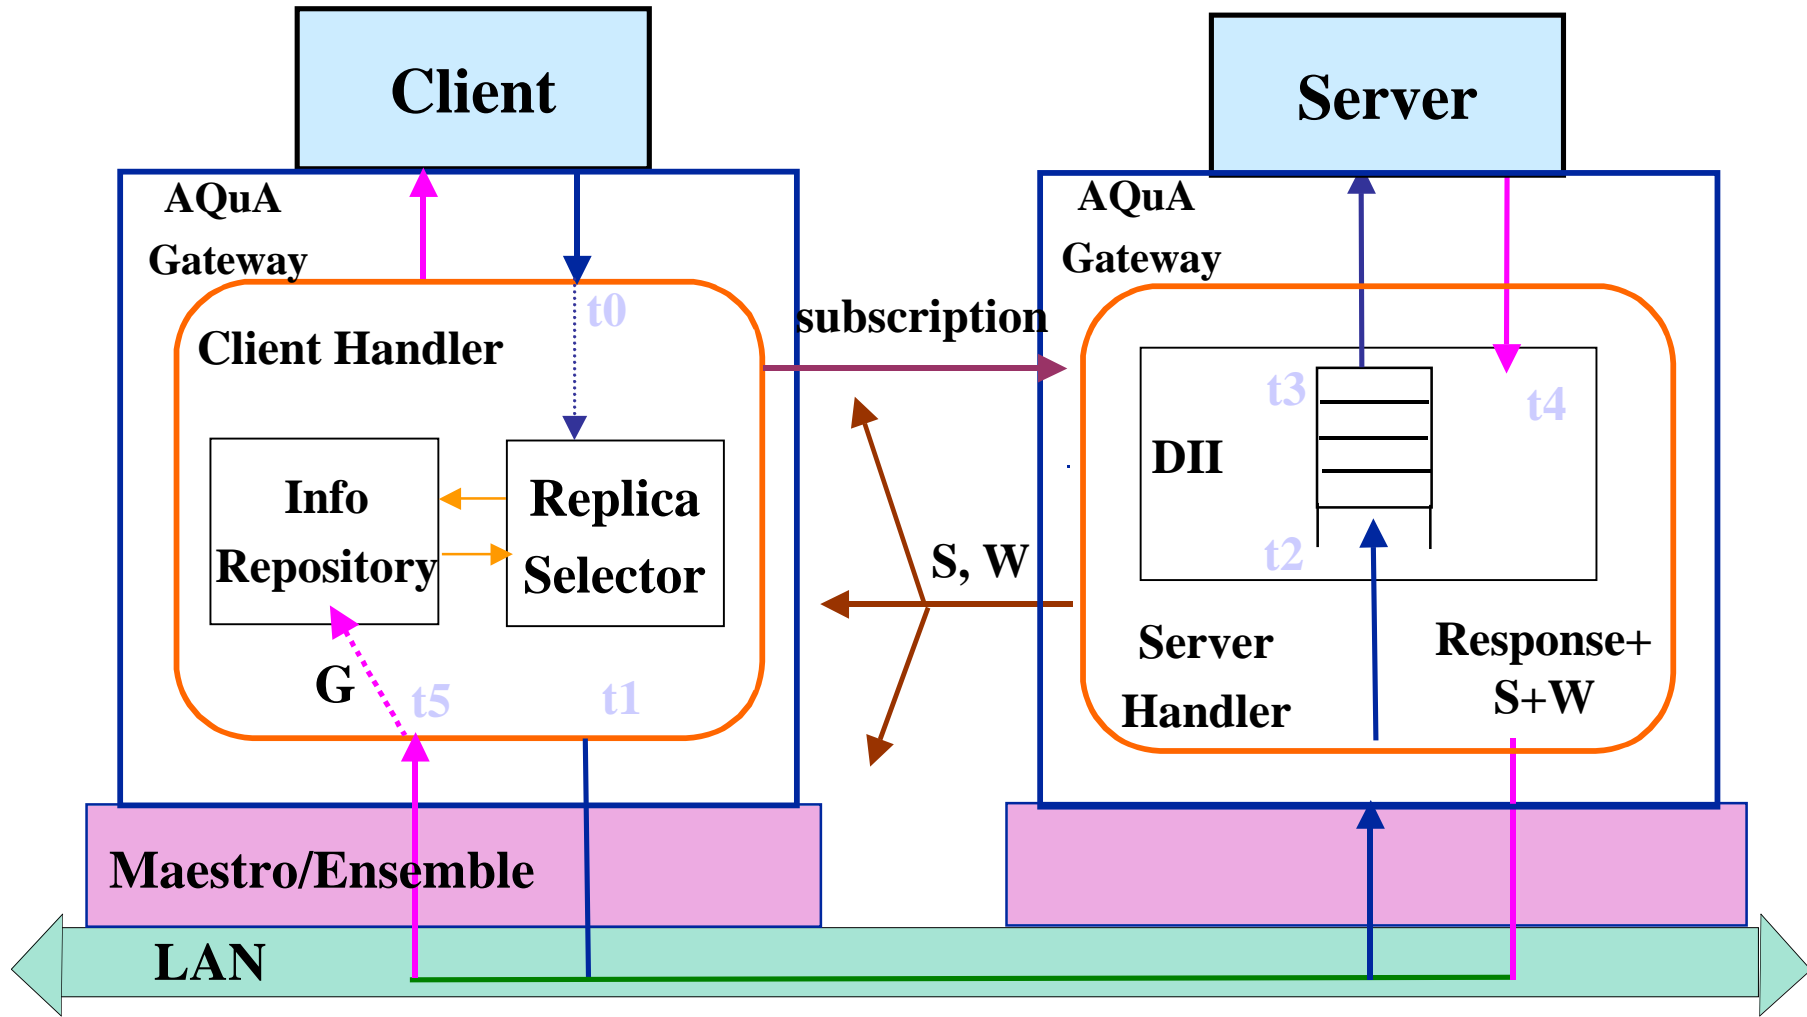 Client
Server
AQuA
Gateway
AQuA
Gateway
t0
Client Handler
subscription
t3
t4
DII
Info
Repository
Replica
Selector
S, W
t2
Server
Handler
Response+
S+W
G
t5
t1
Maestro/Ensemble
LAN